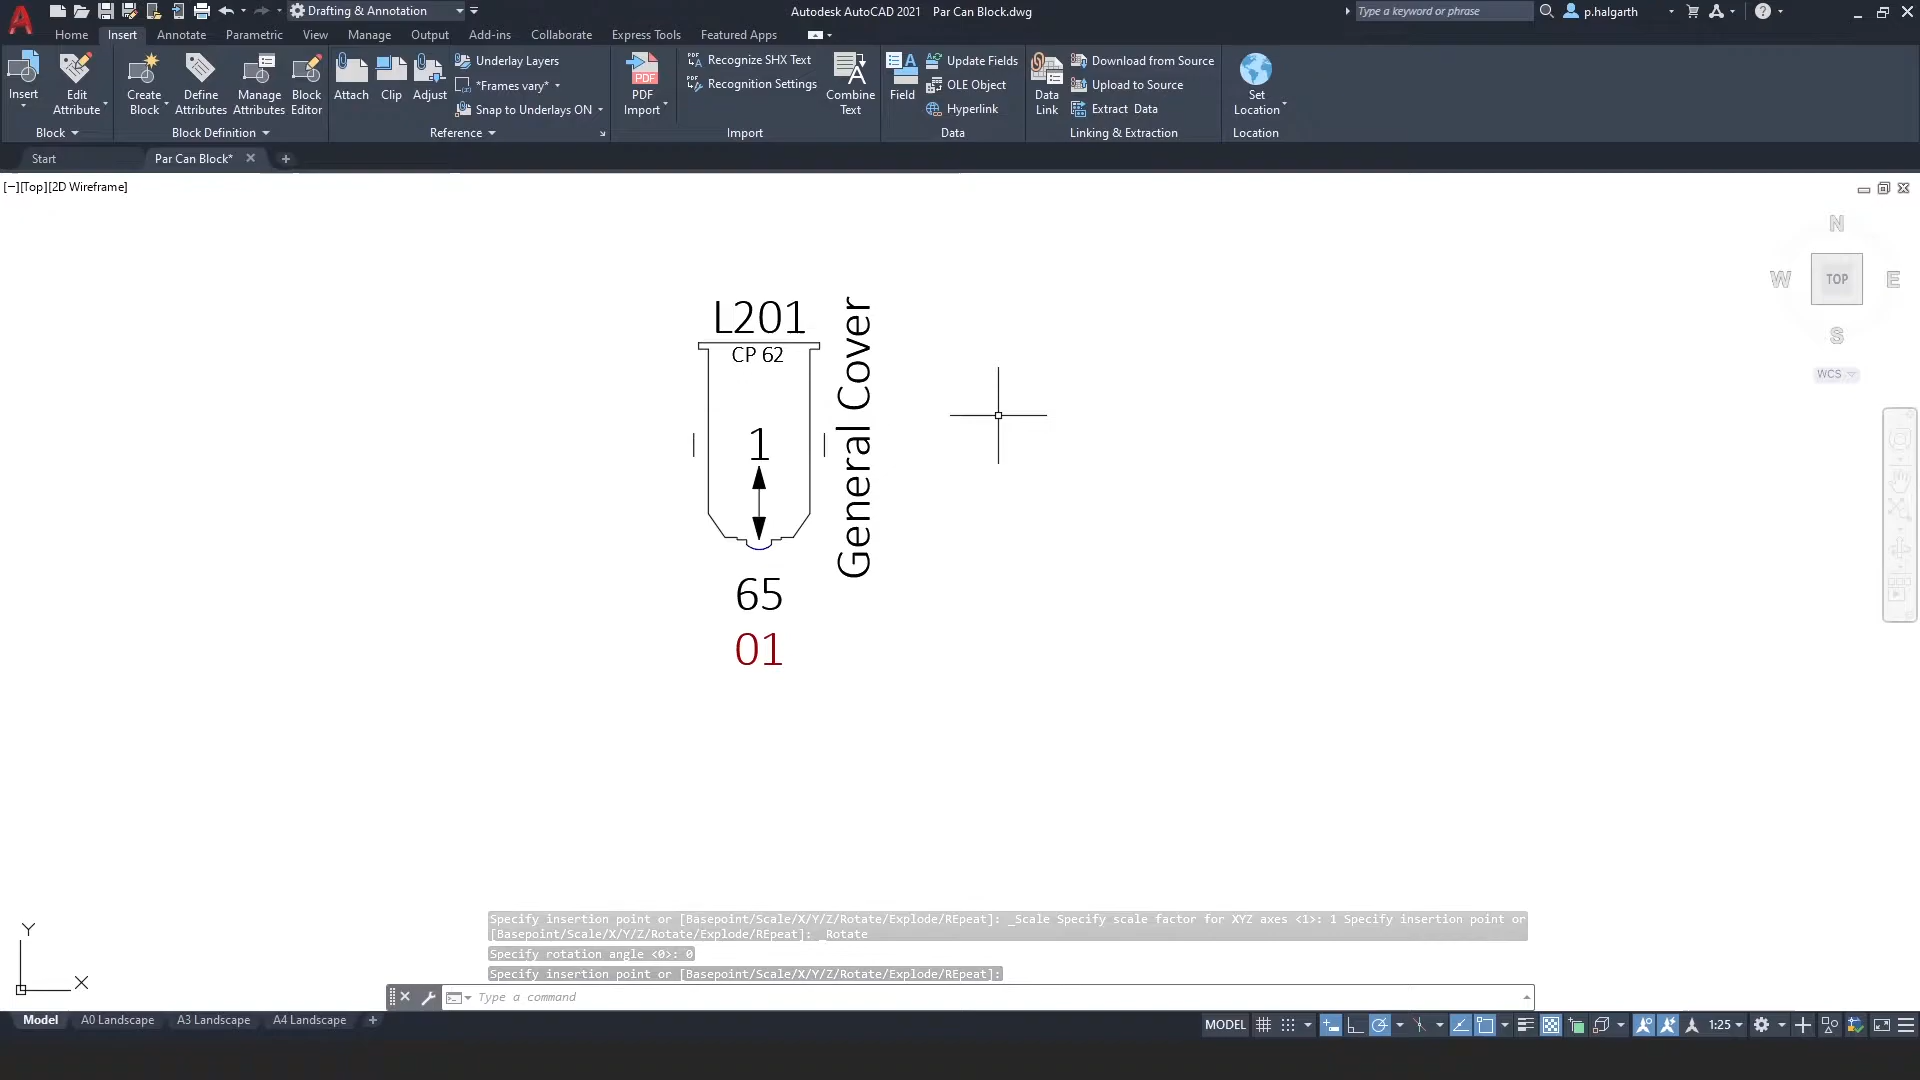 Drafting & Annotation
Autodesk AutoCAD 2021 Par Can Block.dwg
Type a keyword or phrase
p.halgarth
Home Insert Annotate Parametric View Manage Output Add-ins Collaborate Express Tools Featured Apps
Insert
Edit Attribute
Block
Create Block
Define Attributes
Manage Attributes
Block Editor
Block Definition
Attach
Clip
Adjust
Underlay Layers
*Frames vary*
Snap to Underlays ON
Reference
PDF Import
Recognize SHX Text
Recognition Settings
Combine Text
Import
Field
Update Fields
OLE Object
Hyperlink
Data
Data Link
Download from Source
Upload to Source
Extract Data
Linking & Extraction
Set Location
Location
Start
Par Can Block*
[−][Top][2D Wireframe]
N
W TOP E
S
WCS
L201
CP 62
1
General Cover
65
01
Y
X
Specify insertion point or [Basepoint/Scale/X/Y/Z/Rotate/Explode/REpeat]: _Scale Specify scale factor for XYZ axes <1>: 1 Specify insertion point or
[Basepoint/Scale/X/Y/Z/Rotate/Explode/REpeat]: _Rotate
Specify rotation angle <0>: 0
Specify insertion point or [Basepoint/Scale/X/Y/Z/Rotate/Explode/REpeat]:
Type a command
Model A0 Landscape A3 Landscape A4 Landscape
MODEL
1:25